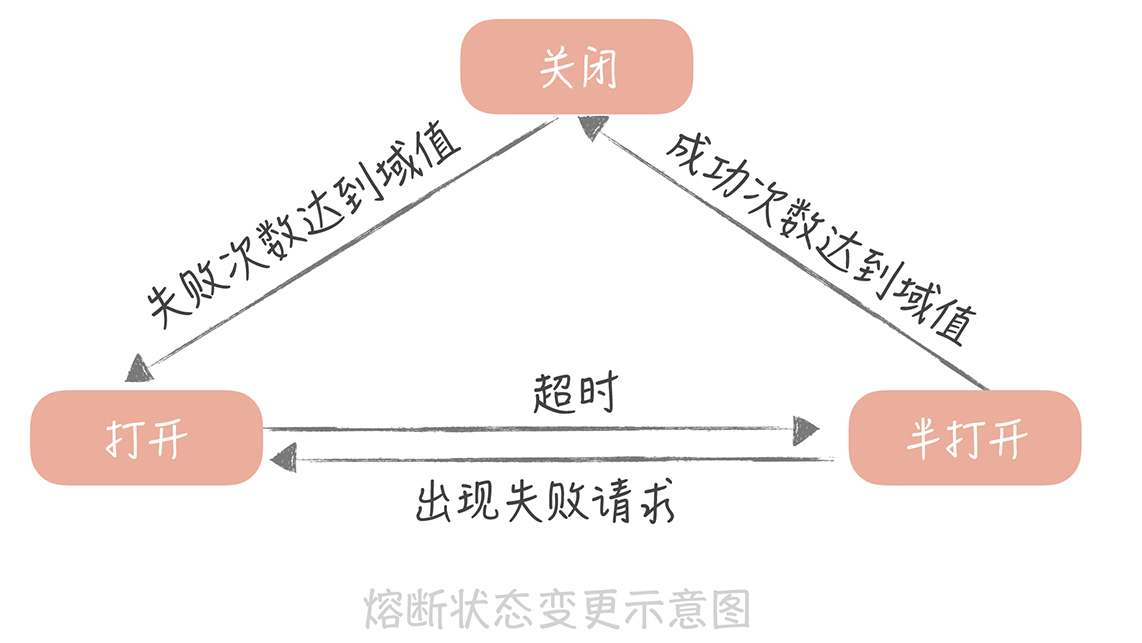 关闭
失败次数达到域值
成功次数达到域值
超时
打开
半打开
出现失败请求
熔断状态变更示意图